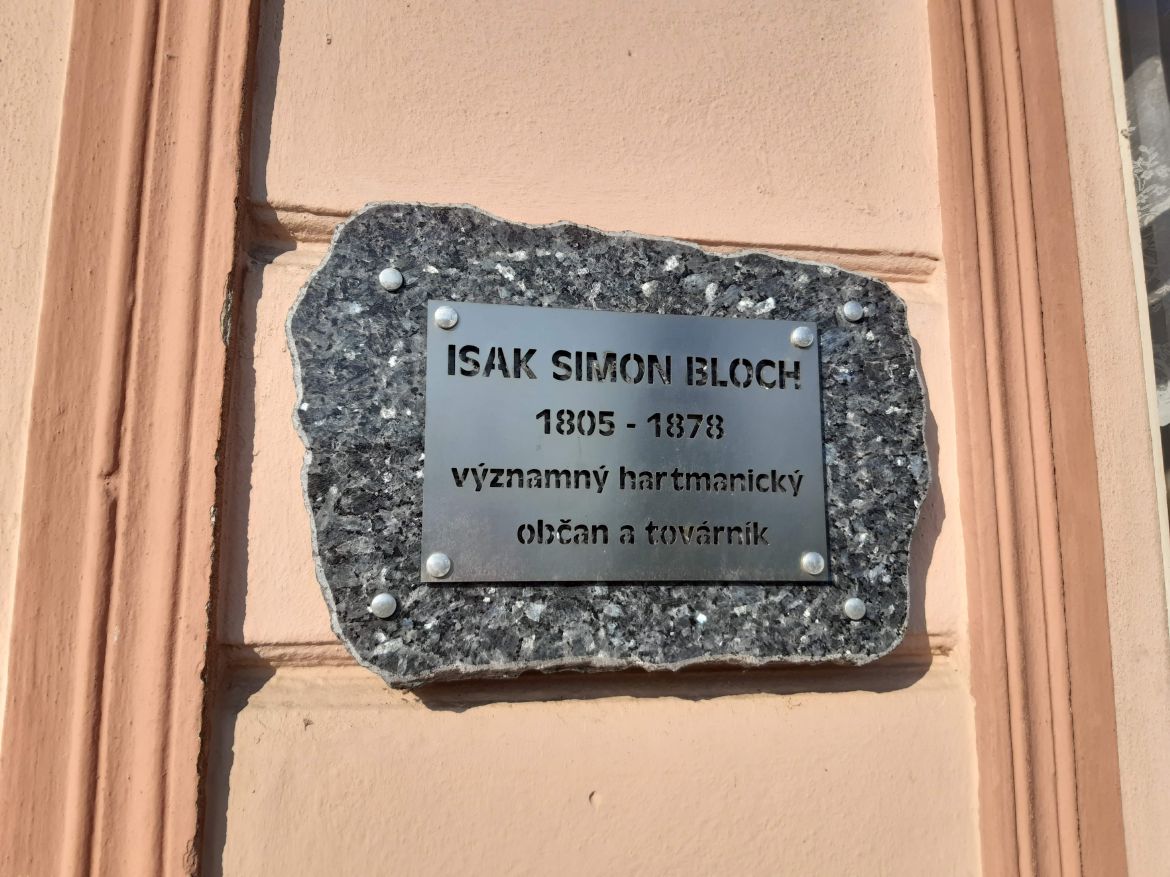 ISAK SIMON BLOCH
1805 - 1878
významný hartmanický
občan a továrník